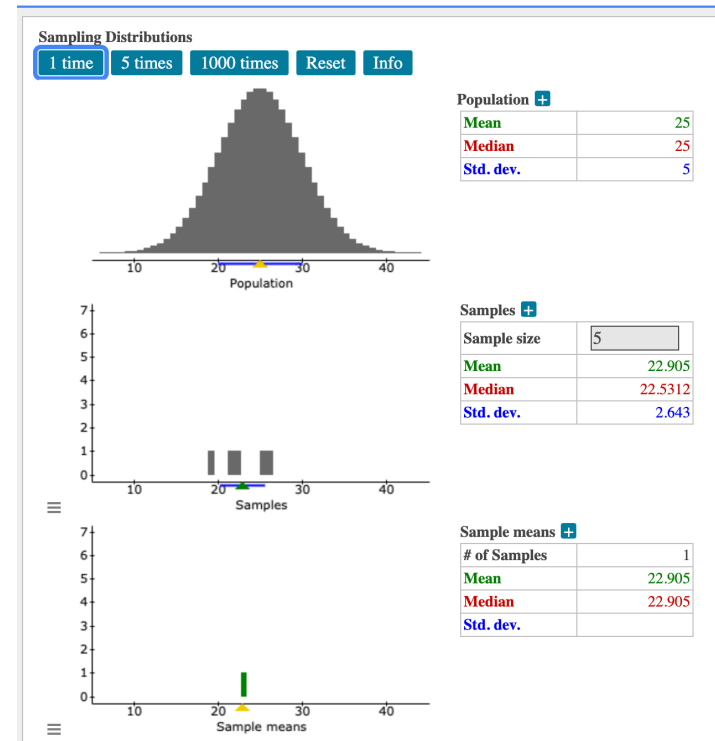 Sampling Distributions
1 time 5 times 1000 times Reset Info
Population +
Mean 25
Median 25
Std. dev. 5
10 20 30 40
Population
Samples +
Sample size 5
Mean 22.905
Median 22.5312
Std. dev. 2.643
7
6
5
4
3
2
1
0
10 20 30 40
Samples
Sample means +
# of Samples 1
Mean 22.905
Median 22.905
Std. dev.
7
6
5
4
3
2
1
0
10 20 30 40
Sample means